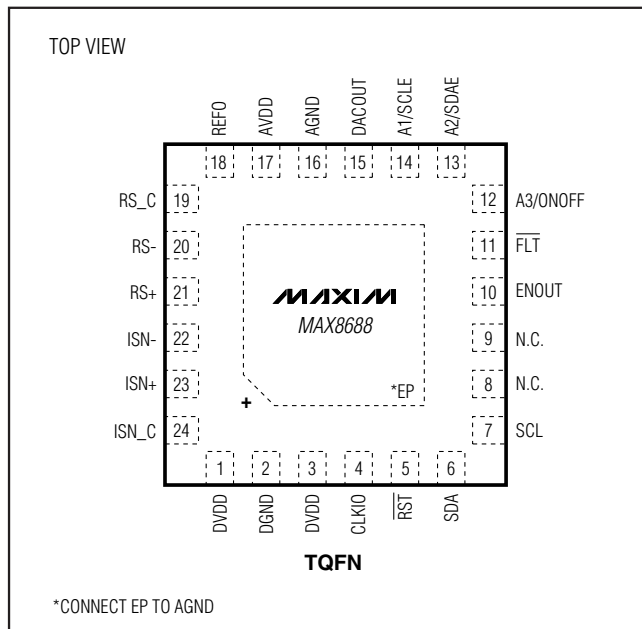 TOP VIEW
REFO
AVDD
AGND
DACOUT
A1/SCLE
A2/SDAE
18 17 16 15 14 13
RS_C 19
RS- 20
RS+ 21
ISN- 22
ISN+ 23
ISN_C 24
12 A3/ONOFF
11 FLT
10 ENOUT
9 N.C.
8 N.C.
7 SCL
MAXIM
MAX8688
*EP
+
1 2 3 4 5 6
DVDD
DGND
DVDD
CLKIO
RST
SDA
TQFN
*CONNECT EP TO AGND